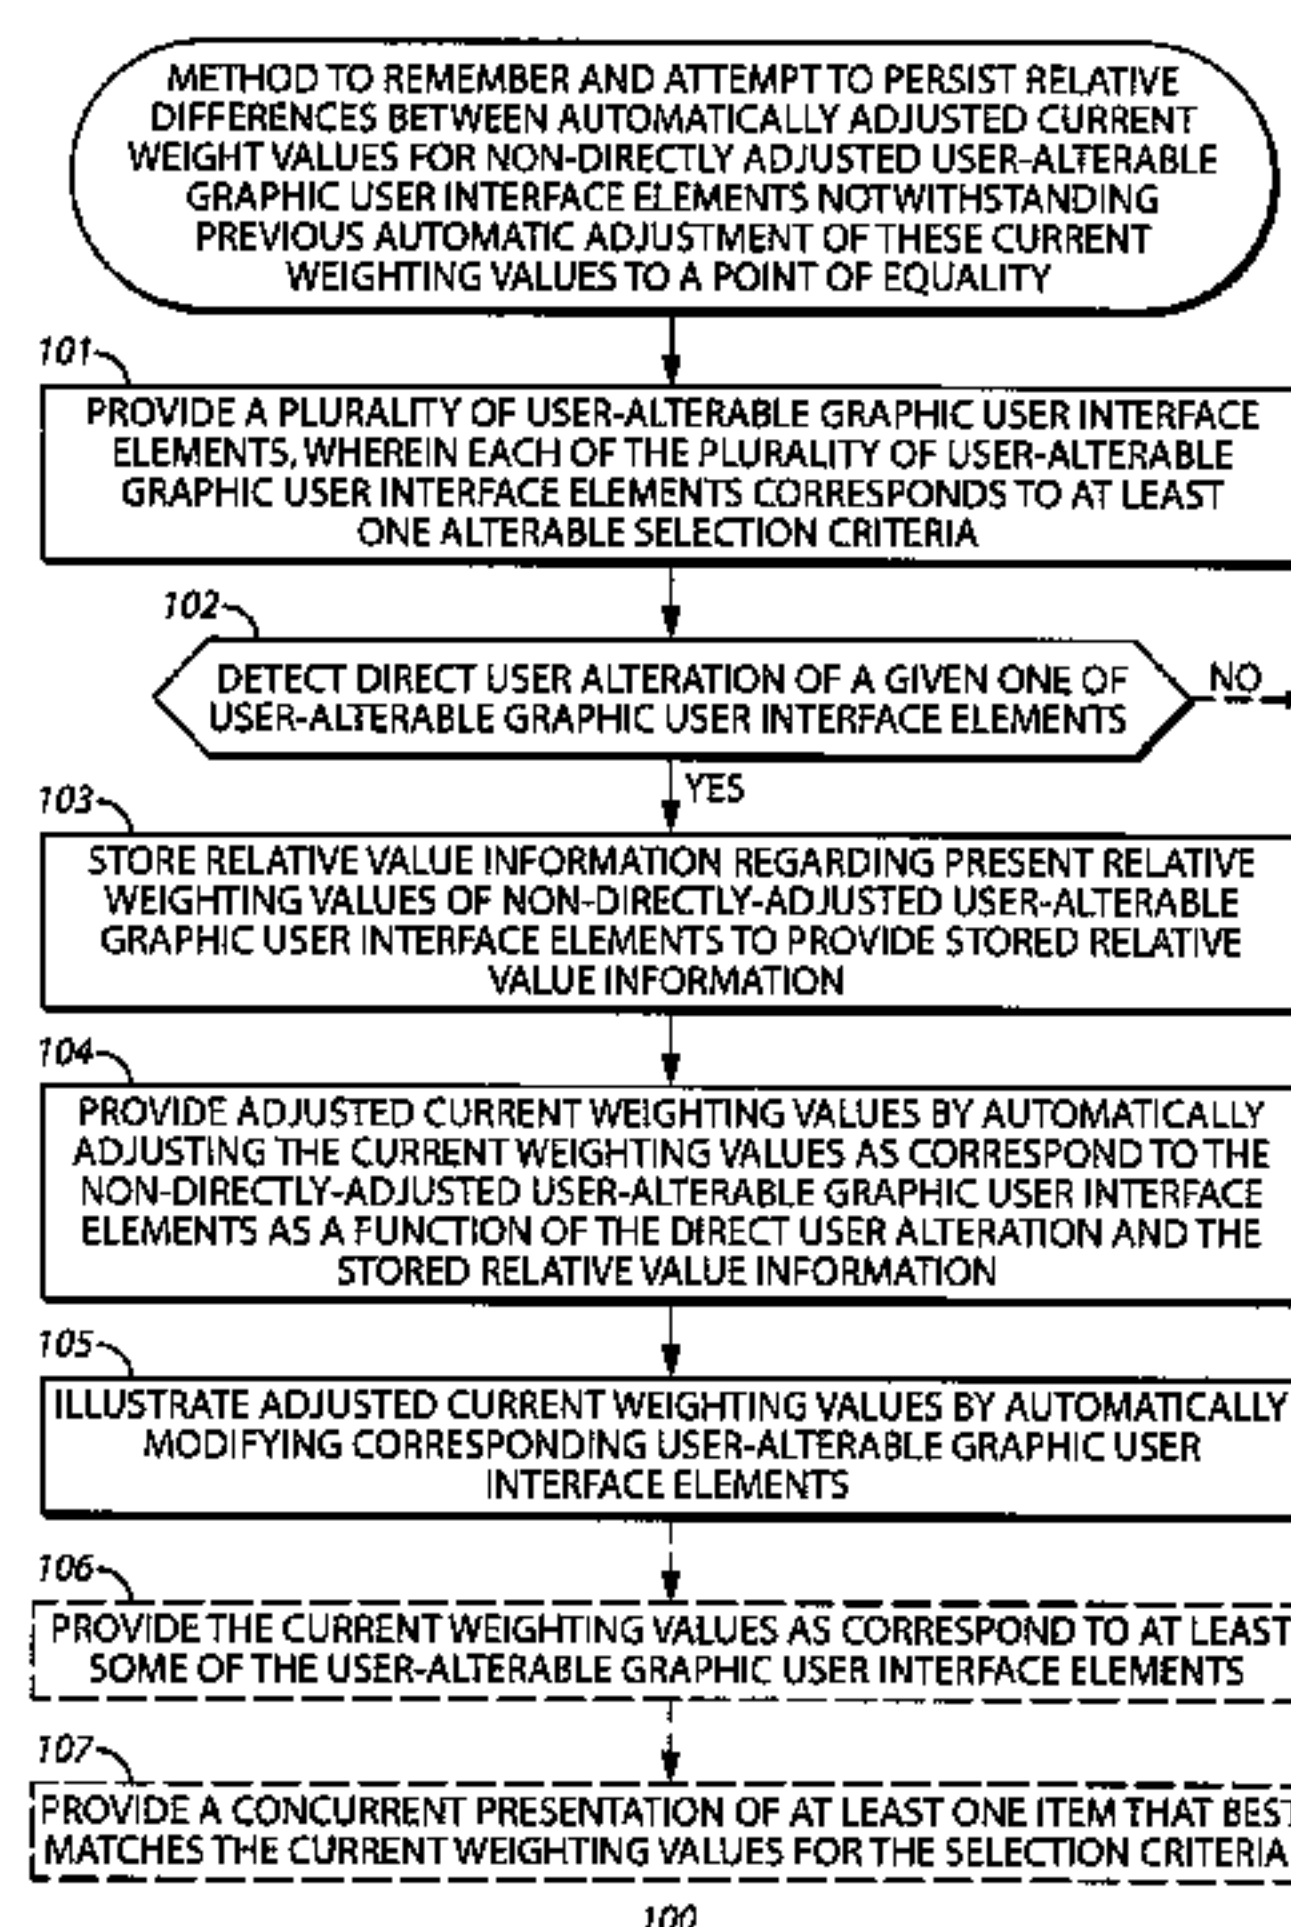 METHOD TO REMEMBER AND ATTEMPT TO PERSIST RELATIVE
DIFFERENCES BETWEEN AUTOMATICALLY ADJUSTED CURRENT
WEIGHT VALUES FOR NON-DIRECTLY ADJUSTED USER-ALTERABLE
GRAPHIC USER INTERFACE ELEMENTS NOTWITHSTANDING
PREVIOUS AUTOMATIC ADJUSTMENT OF THESE CURRENT
WEIGHTING VALUES TO A POINT OF EQUALITY
101
PROVIDE A PLURALITY OF USER-ALTERABLE GRAPHIC USER INTERFACE
ELEMENTS, WHEREIN EACH OF THE PLURALITY OF USER-ALTERABLE
GRAPHIC USER INTERFACE ELEMENTS CORRESPONDS TO AT LEAST
ONE ALTERABLE SELECTION CRITERIA
102
DETECT DIRECT USER ALTERATION OF A GIVEN ONE OF
USER-ALTERABLE GRAPHIC USER INTERFACE ELEMENTS
NO
YES
103
STORE RELATIVE VALUE INFORMATION REGARDING PRESENT RELATIVE
WEIGHTING VALUES OF NON-DIRECTLY-ADJUSTED USER-ALTERABLE
GRAPHIC USER INTERFACE ELEMENTS TO PROVIDE STORED RELATIVE
VALUE INFORMATION
104
PROVIDE ADJUSTED CURRENT WEIGHTING VALUES BY AUTOMATICALLY
ADJUSTING THE CURRENT WEIGHTING VALUES AS CORRESPOND TO THE
NON-DIRECTLY-ADJUSTED USER-ALTERABLE GRAPHIC USER INTERFACE
ELEMENTS AS A FUNCTION OF THE DIRECT USER ALTERATION AND THE
STORED RELATIVE VALUE INFORMATION
105
ILLUSTRATE ADJUSTED CURRENT WEIGHTING VALUES BY AUTOMATICALLY
MODIFYING CORRESPONDING USER-ALTERABLE GRAPHIC USER
INTERFACE ELEMENTS
106
PROVIDE THE CURRENT WEIGHTING VALUES AS CORRESPOND TO AT LEAST
SOME OF THE USER-ALTERABLE GRAPHIC USER INTERFACE ELEMENTS
107
PROVIDE A CONCURRENT PRESENTATION OF AT LEAST ONE ITEM THAT BEST
MATCHES THE CURRENT WEIGHTING VALUES FOR THE SELECTION CRITERIA
100